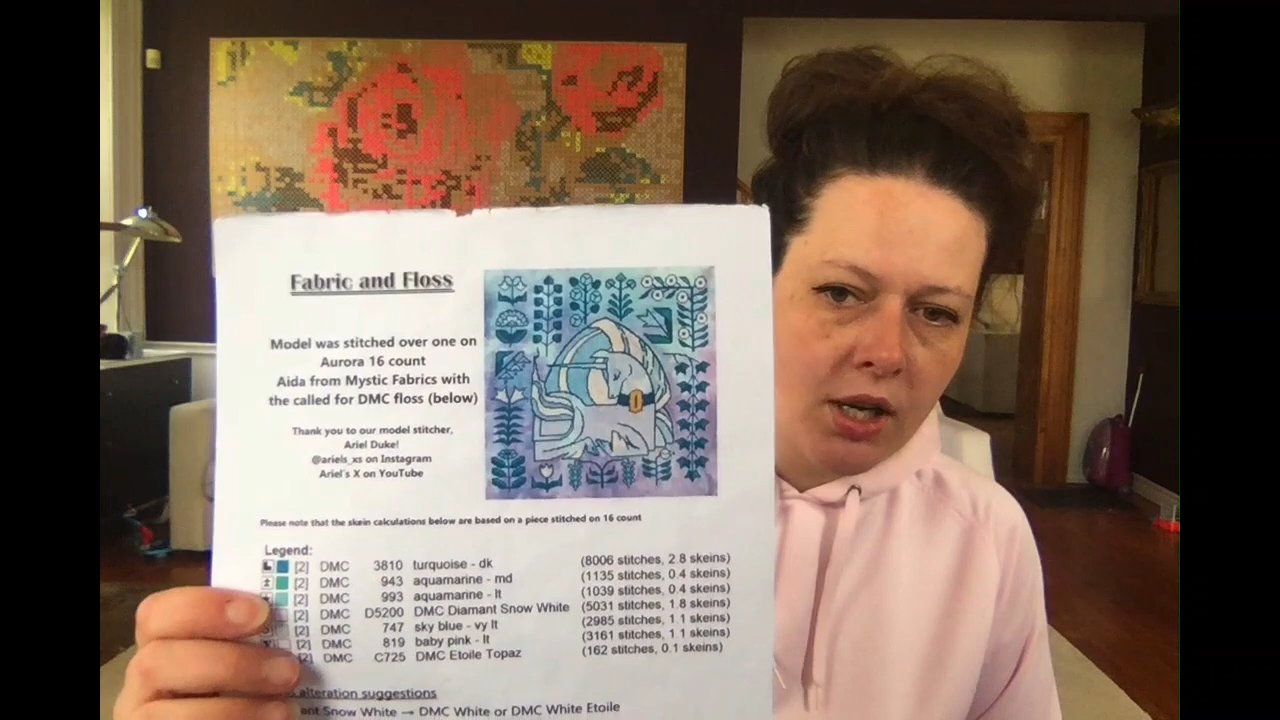 Fabric and Floss
Model was stitched over one on
Aurora 16 count
Aida from Mystic Fabrics with
the called for DMC floss (below)
Thank you to our model stitcher,
Ariel Duke!
@ariels_xs on Instagram
Ariel's X on YouTube
Please note that the skein calculations below are based on a piece stitched on 16 count
Legend:
[2] DMC 3810 turquoise - dk (8006 stitches, 2.8 skeins)
[2] DMC 943 aquamarine - md (1135 stitches, 0.4 skeins)
[2] DMC 993 aquamarine - lt (1039 stitches, 0.4 skeins)
[2] DMC D5200 DMC Diamant Snow White (5031 stitches, 1.8 skeins)
[2] DMC 747 sky blue - vy lt (2985 stitches, 1.1 skeins)
[2] DMC 819 baby pink - lt (3161 stitches, 1.1 skeins)
[2] DMC C725 DMC Etoile Topaz (162 stitches, 0.1 skeins)
alteration suggestions
Snow White → DMC White or DMC White Etoile